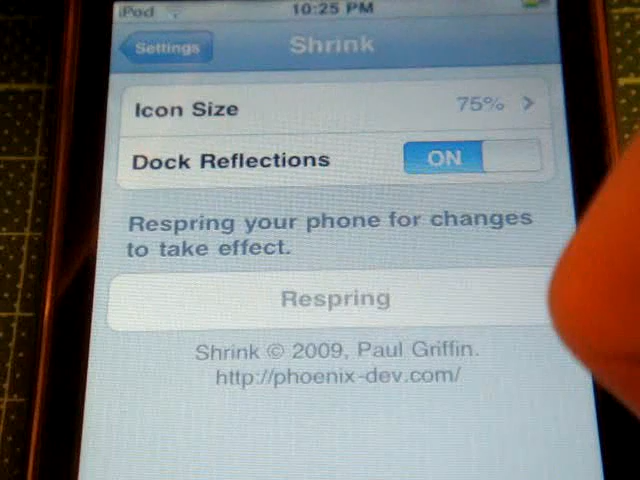 iPod 10:25 PM
Settings Shrink
Icon Size 75%
Dock Reflections ON
Respring your phone for changes
to take effect.
Respring
Shrink © 2009, Paul Griffin.
http://phoenix-dev.com/